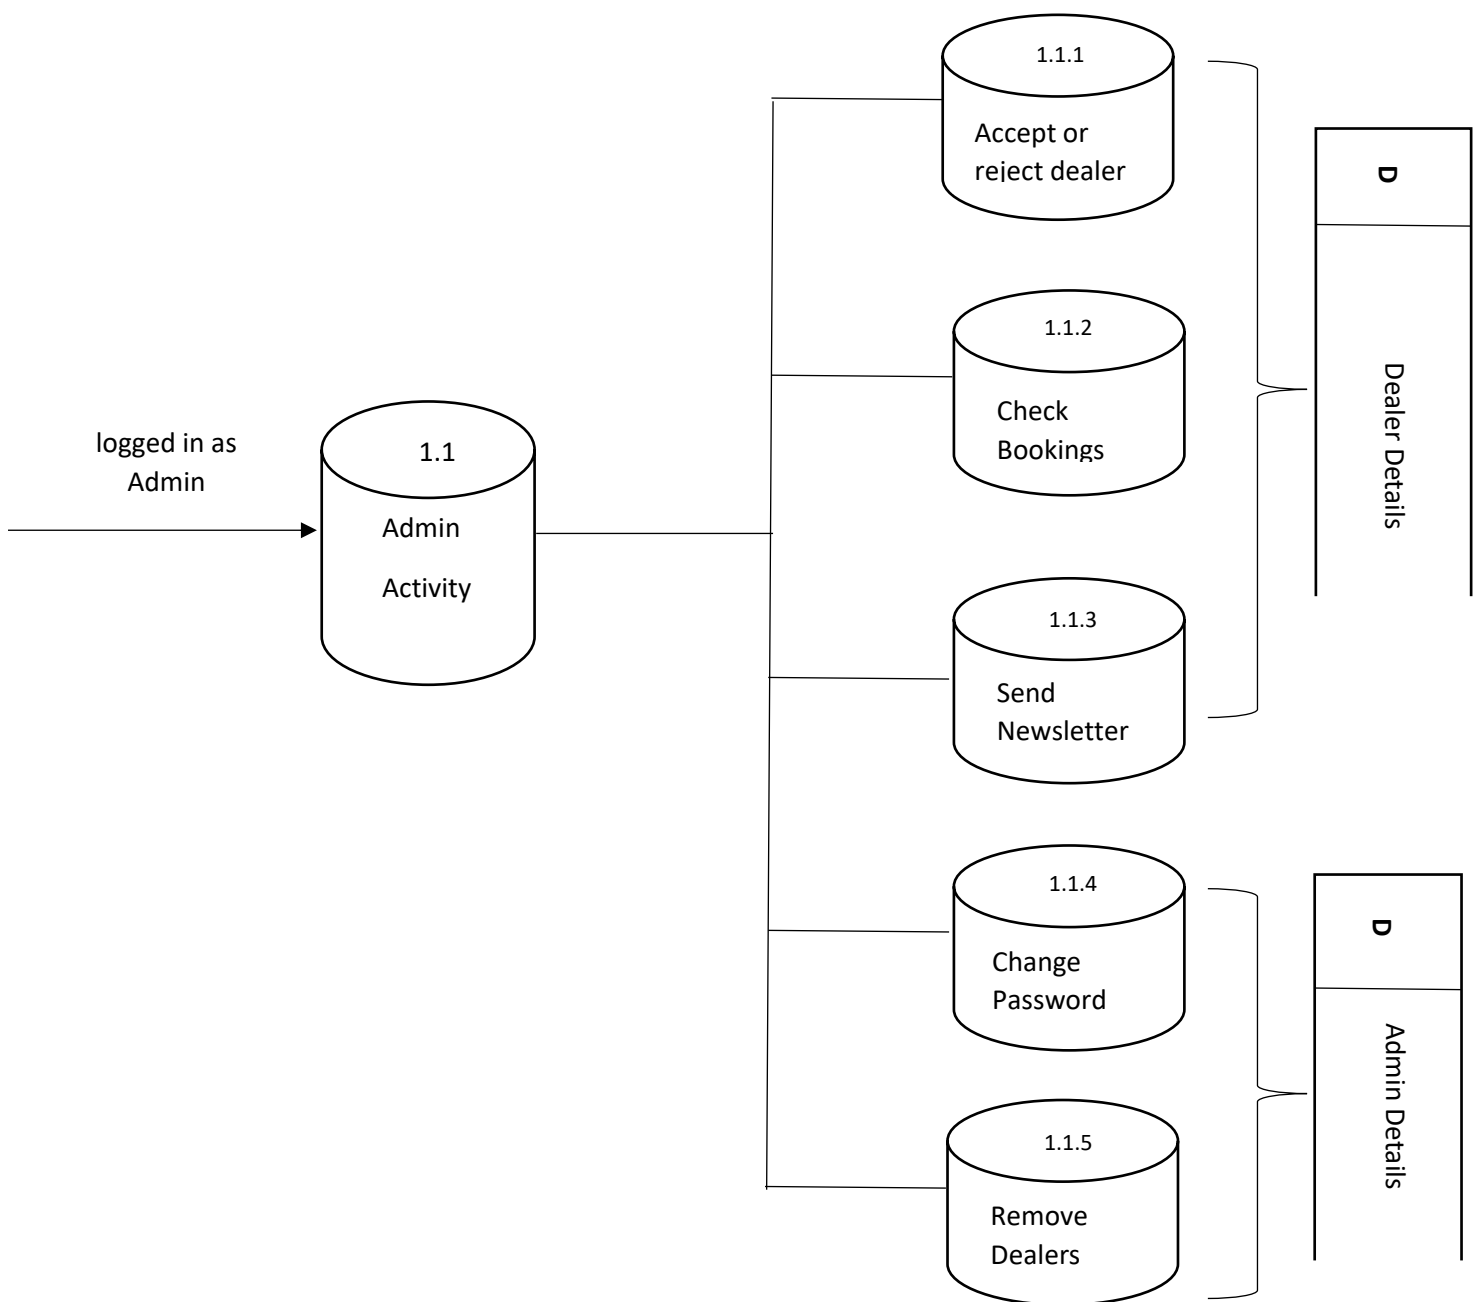 1.1.1
Accept or
reject dealer
D
Dealer Details
1.1.2
Check
Bookings
logged in as
Admin
1.1
Admin
Activity
1.1.3
Send
Newsletter
1.1.4
Change
Password
D
Admin Details
1.1.5
Remove
Dealers